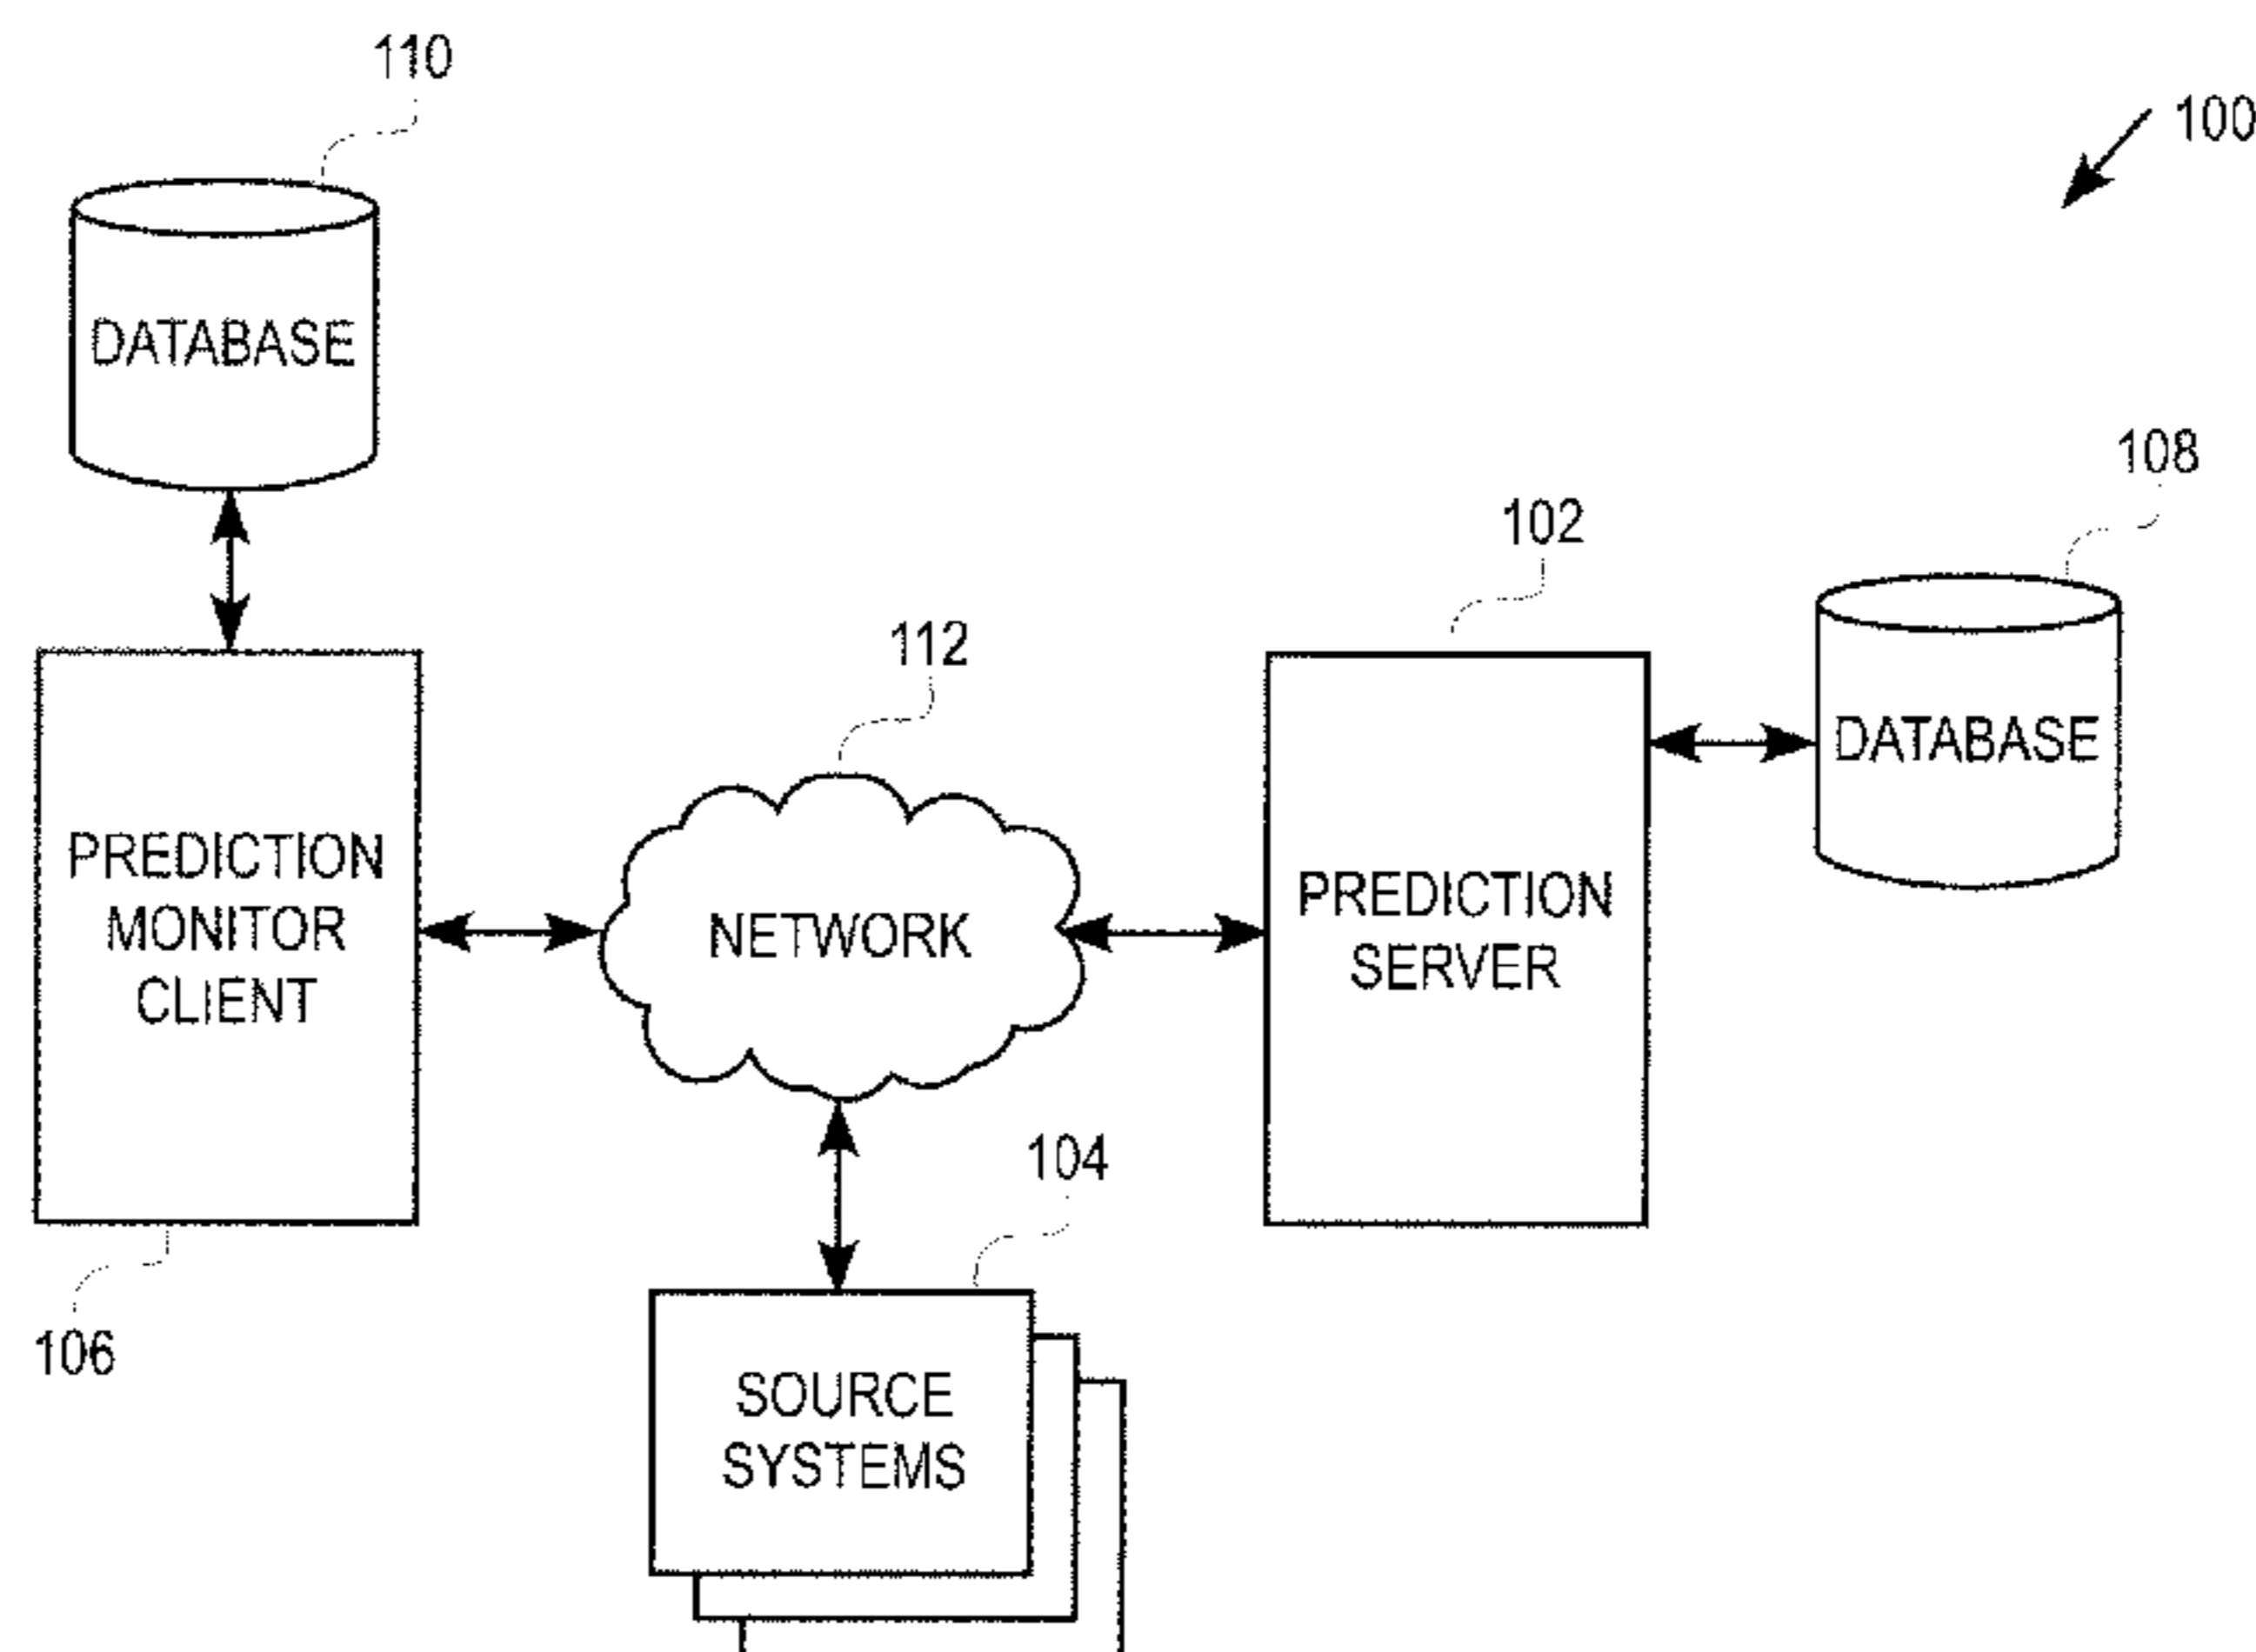 110
100
DATABASE
108
102
112
DATABASE
PREDICTION
MONITOR
CLIENT
NETWORK
PREDICTION
SERVER
104
106
SOURCE
SYSTEMS